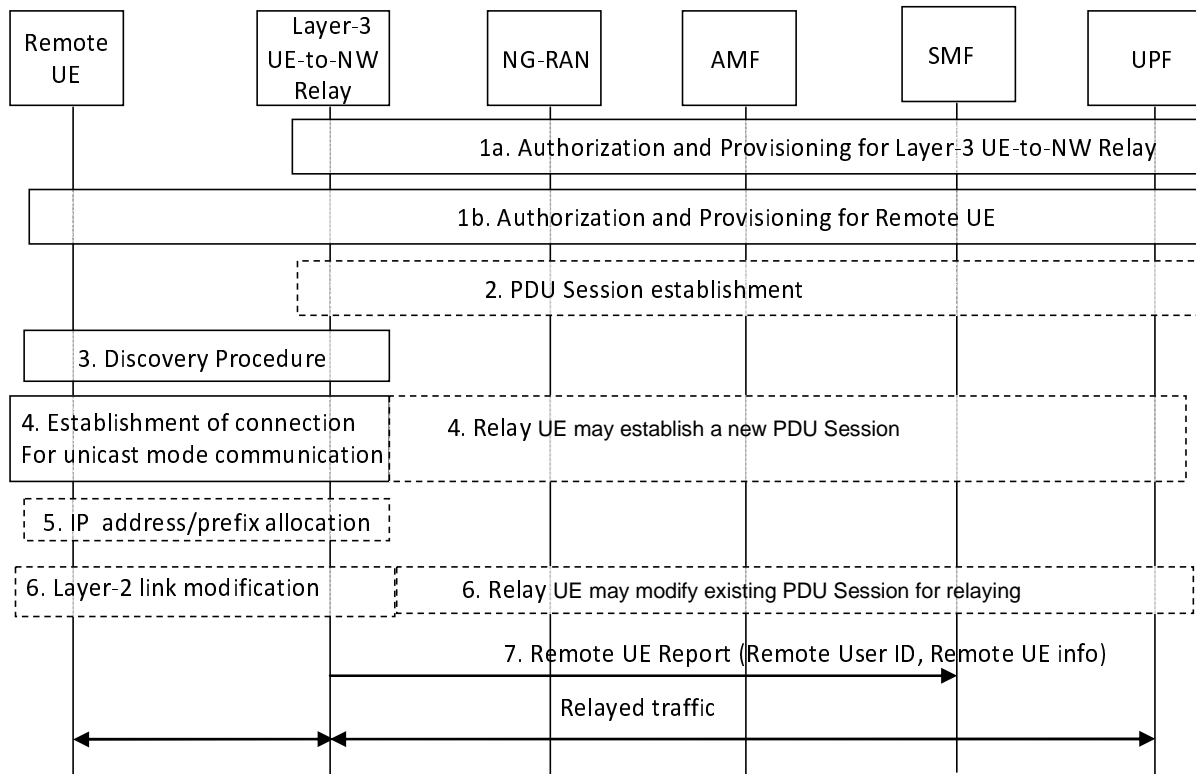 Remote
UE
Layer-3
UE-to-NW
Relay
NG-RAN
AMF
SMF
UPF
1a. Authorization and Provisioning for Layer-3 UE-to-NW Relay
1b. Authorization and Provisioning for Remote UE
2. PDU Session establishment
3. Discovery Procedure
4. Establishment of connection
For unicast mode communication
4. Relay UE may establish a new PDU Session
5. IP address/prefix allocation
6. Layer-2 link modification
6. Relay UE may modify existing PDU Session for relaying
7. Remote UE Report (Remote User ID, Remote UE info)
Relayed traffic